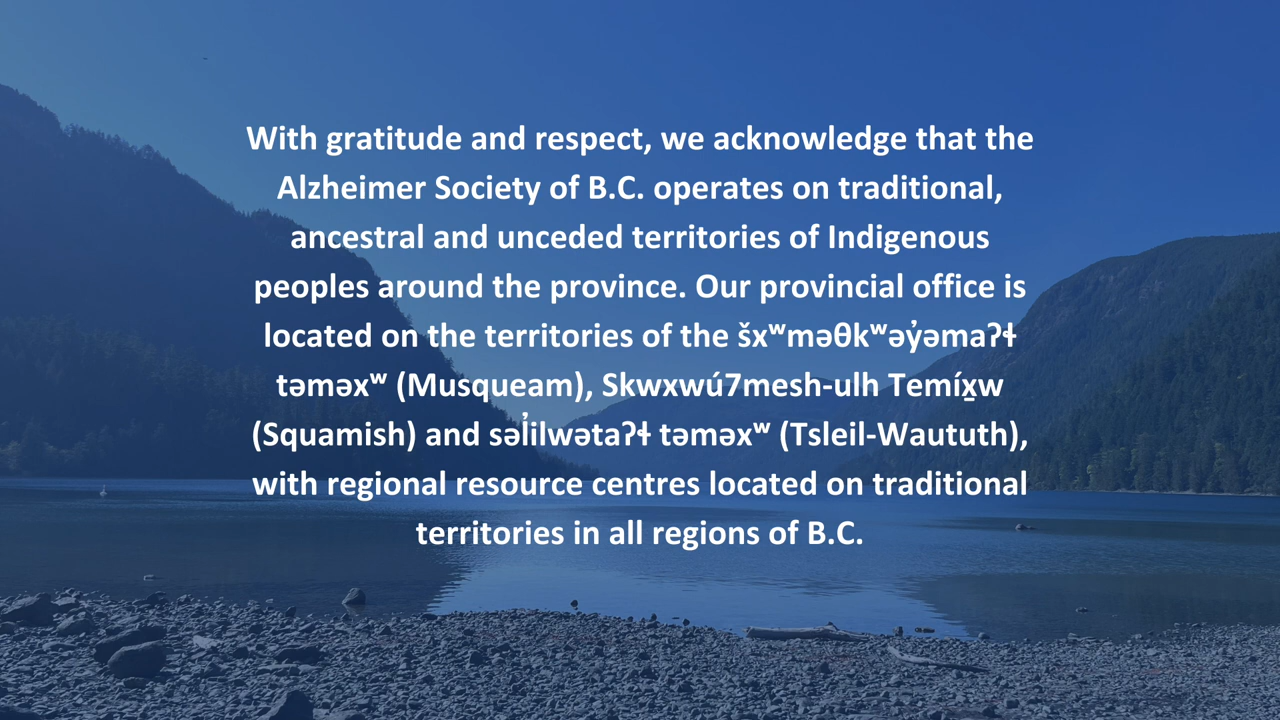 With gratitude and respect, we acknowledge that the
Alzheimer Society of B.C. operates on traditional,
ancestral and unceded territories of Indigenous
peoples around the province. Our provincial office is
located on the territories of the šxʷməθkʷəy̓əmaʔɬ
təməxʷ (Musqueam), Skwxwú7mesh-ulh Temíx̱w
(Squamish) and səl̓ilwətaʔɬ təməxʷ (Tsleil-Waututh),
with regional resource centres located on traditional
territories in all regions of B.C.